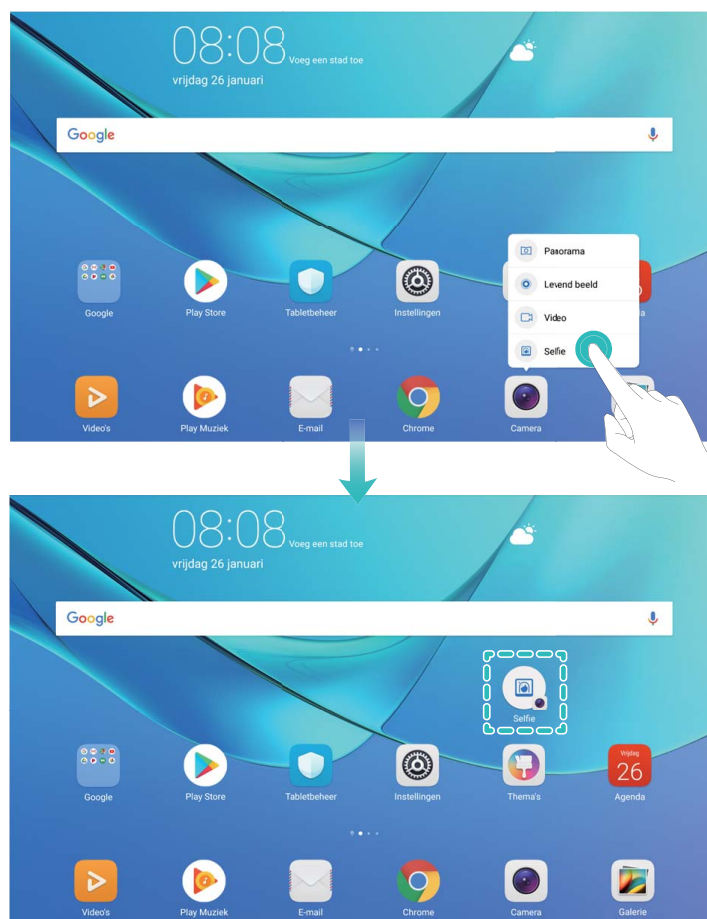 08:08 Voeg een stad toe
vrijdag 26 januari
Google
Panorama
Levend beeld
Video
Selfie
Google
Play Store
Tabletbeheer
Instellingen
Video's
Play Muziek
E-mail
Chrome
Camera
08:08 Voeg een stad toe
vrijdag 26 januari
Google
Selfie
Vrijdag
26
Google
Play Store
Tabletbeheer
Instellingen
Thema's
Agenda
Video's
Play Muziek
E-mail
Chrome
Camera
Galerie